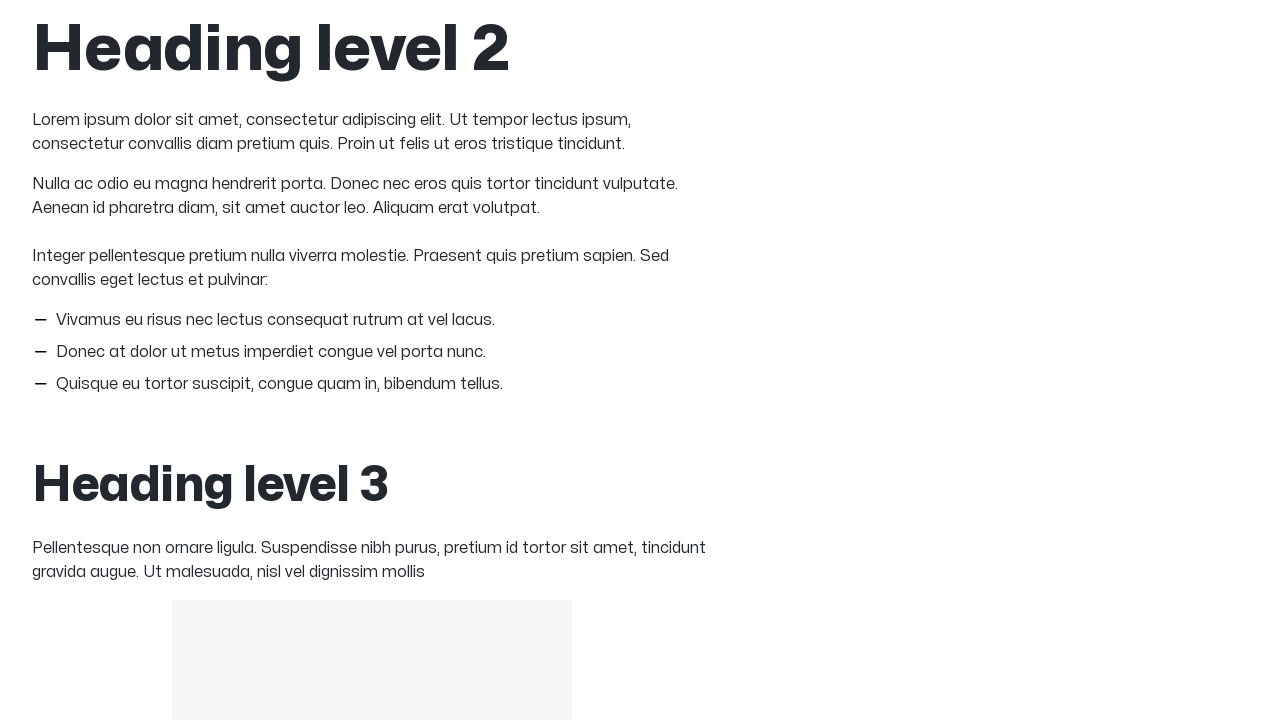 Heading level 2
Lorem ipsum dolor sit amet, consectetur adipiscing elit. Ut tempor lectus ipsum,
consectetur convallis diam pretium quis. Proin ut felis ut eros tristique tincidunt.
Nulla ac odio eu magna hendrerit porta. Donec nec eros quis tortor tincidunt vulputate.
Aenean id pharetra diam, sit amet auctor leo. Aliquam erat volutpat.
Integer pellentesque pretium nulla viverra molestie. Praesent quis pretium sapien. Sed
convallis eget lectus et pulvinar:
– Vivamus eu risus nec lectus consequat rutrum at vel lacus.
– Donec at dolor ut metus imperdiet congue vel porta nunc.
– Quisque eu tortor suscipit, congue quam in, bibendum tellus.
Heading level 3
Pellentesque non ornare ligula. Suspendisse nibh purus, pretium id tortor sit amet, tincidunt
gravida augue. Ut malesuada, nisl vel dignissim mollis